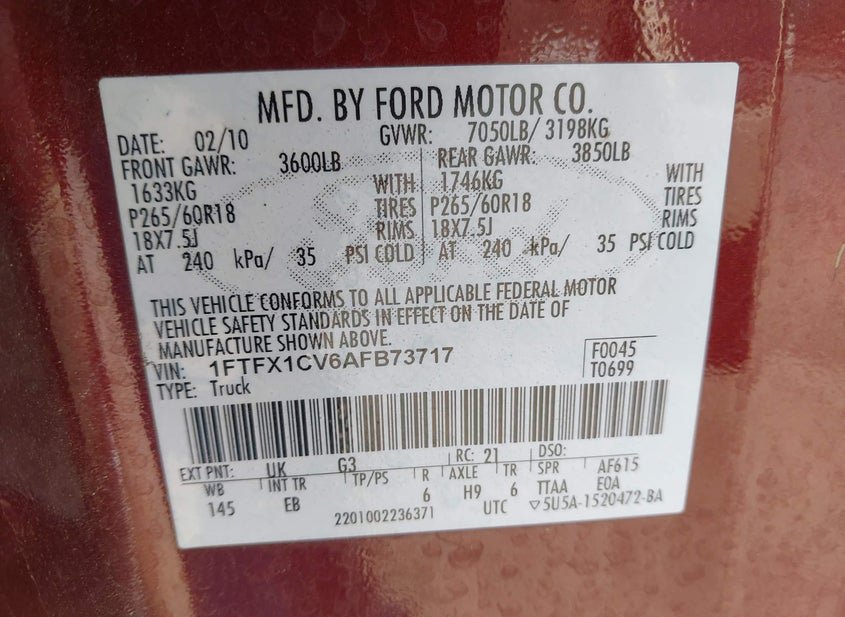 MFD. BY FORD MOTOR CO.
DATE: 02/10 GVWR: 7050LB/ 3198KG
FRONT GAWR: 3600LB REAR GAWR: 3850LB
1633KG WITH 1746KG WITH
P265/60R18 TIRES P265/60R18 TIRES
18X7.5J RIMS 18X7.5J RIMS
AT 240 kPa/ 35 PSI COLD AT 240 kPa/ 35 PSI COLD
THIS VEHICLE CONFORMS TO ALL APPLICABLE FEDERAL MOTOR
VEHICLE SAFETY STANDARDS IN EFFECT ON THE DATE OF
MANUFACTURE SHOWN ABOVE.
VIN: 1FTFX1CV6AFB73717 F0045
TYPE: Truck T0699
EXT PNT: UK G3 RC: 21 DSO:
WB INT TR TP/PS R AXLE TR SPR AF615
145 EB 6 H9 6 TTAA E0A
2201002236371 UTC ▽5U5A-1520472-BA